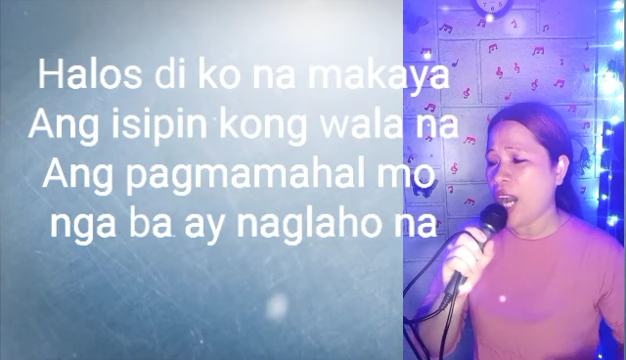 Halos di ko na makaya
Ang isipin kong wala na
Ang pagmamahal mo
nga ba ay naglaho na